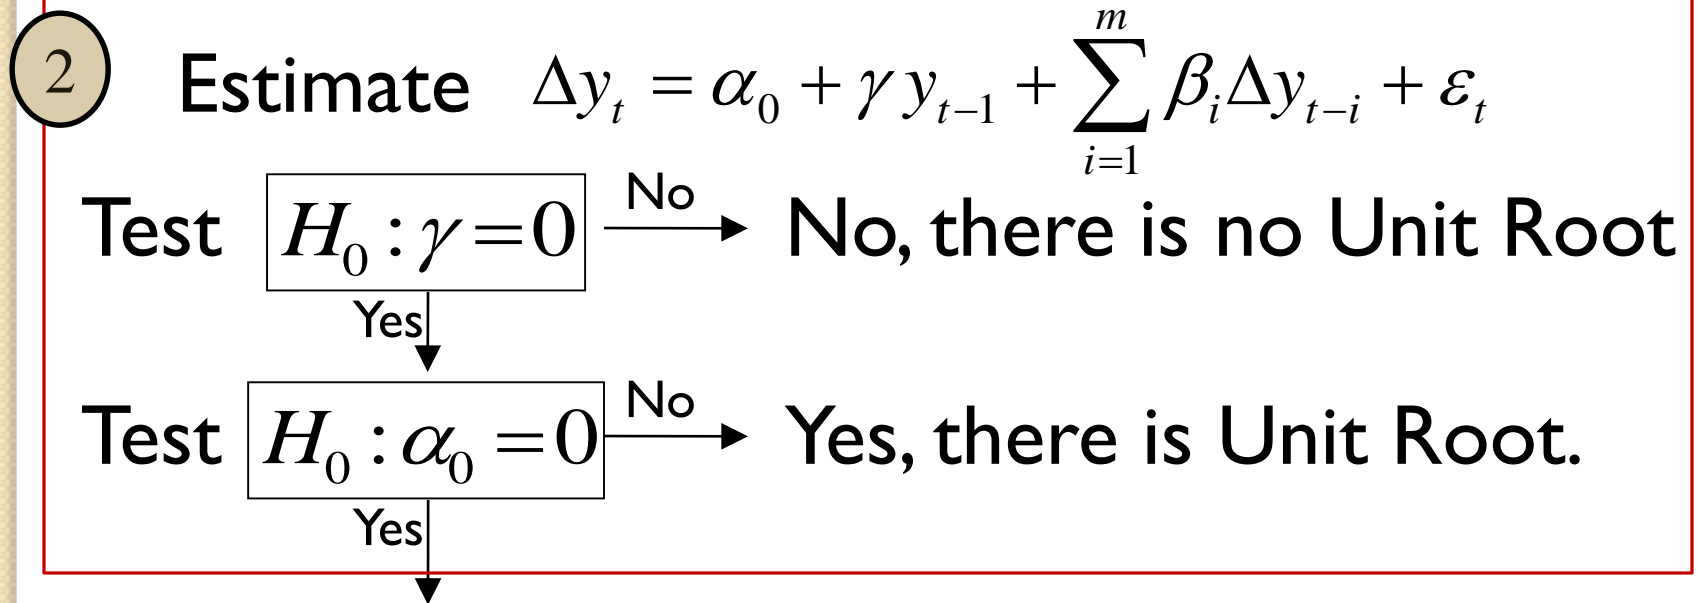 2 Estimate Δy_t = α_0 + γ y_{t−1} + \sum_{i=1}^{m} β_i Δy_{t−i} + ε_t
Test H_0 : γ = 0 No No, there is no Unit Root
Yes
Test H_0 : α_0 = 0 No Yes, there is Unit Root.
Yes